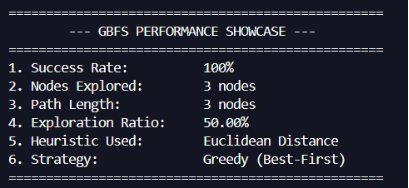 ==================================================
--- GBFS PERFORMANCE SHOWCASE ---
==================================================
1. Success Rate: 100%
2. Nodes Explored: 3 nodes
3. Path Length: 3 nodes
4. Exploration Ratio: 50.00%
5. Heuristic Used: Euclidean Distance
6. Strategy: Greedy (Best-First)
==================================================